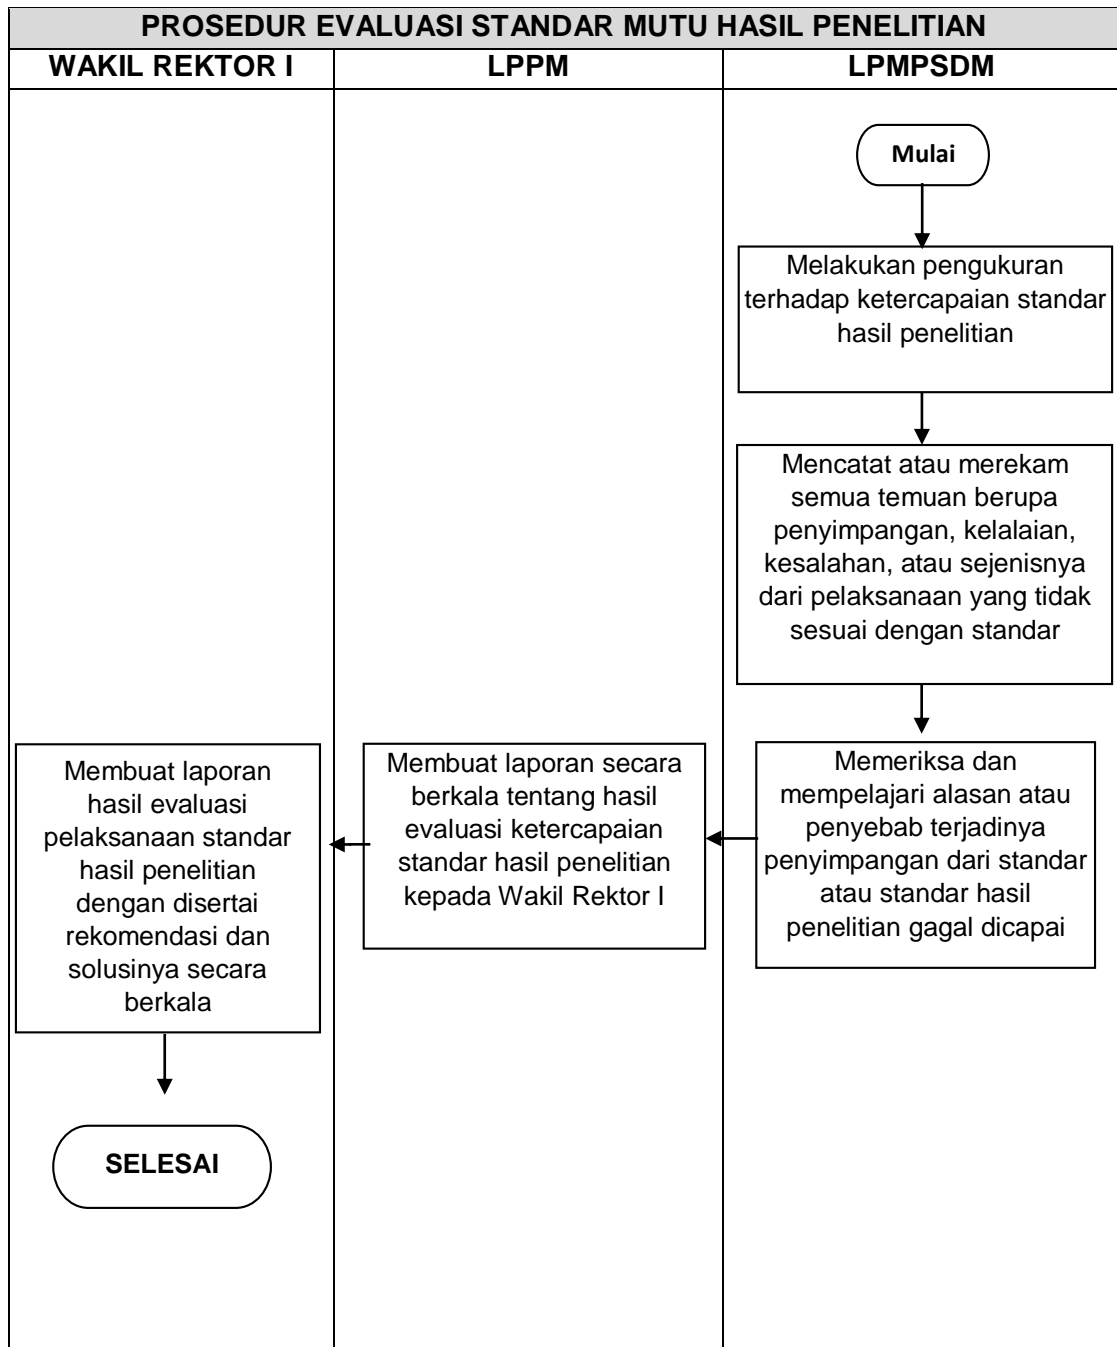 PROSEDUR EVALUASI STANDAR MUTU HASIL PENELITIAN
WAKIL REKTOR I
LPPM
LPMPSDM
Mulai
Melakukan pengukuran
terhadap ketercapaian standar
hasil penelitian
Mencatat atau merekam
semua temuan berupa
penyimpangan, kelalaian,
kesalahan, atau sejenisnya
dari pelaksanaan yang tidak
sesuai dengan standar
Memeriksa dan
mempelajari alasan atau
penyebab terjadinya
penyimpangan dari standar
atau standar hasil
penelitian gagal dicapai
Membuat laporan secara
berkala tentang hasil
evaluasi ketercapaian
standar hasil penelitian
kepada Wakil Rektor I
Membuat laporan
hasil evaluasi
pelaksanaan standar
hasil penelitian
dengan disertai
rekomendasi dan
solusinya secara
berkala
SELESAI